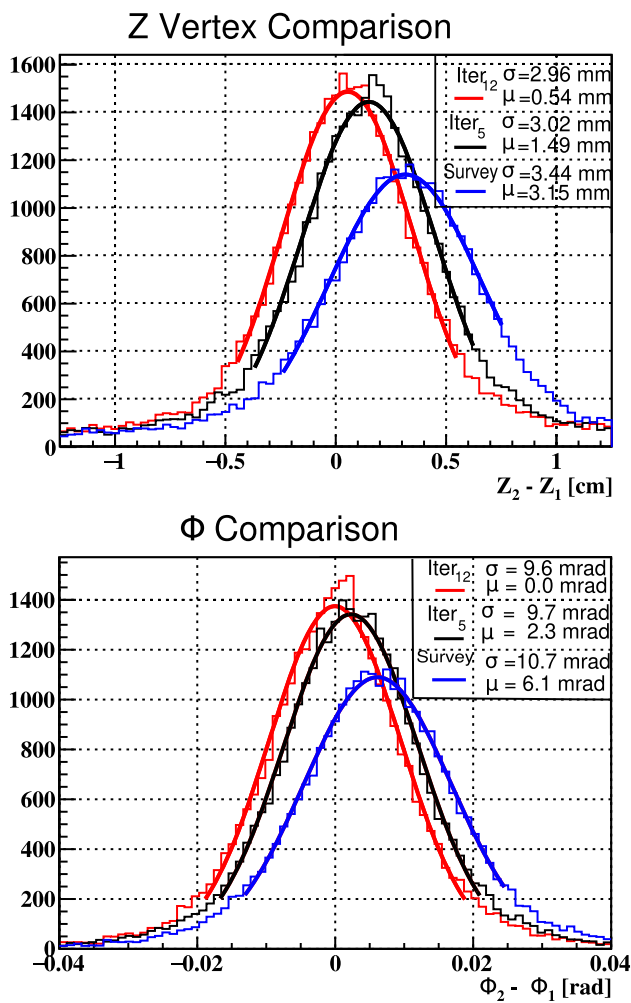 Z Vertex Comparison
1600
1400
1200
1000
800
600
400
200
0
Iter12 σ=2.96 mm
μ=0.54 mm
Iter5 σ=3.02 mm
μ=1.49 mm
Survey σ=3.44 mm
μ=3.15 mm
−1 −0.5 0 0.5 1
Z2 - Z1 [cm]
Φ Comparison
1400
1200
1000
800
600
400
200
0
Iter12 σ = 9.6 mrad
μ = 0.0 mrad
Iter5 σ = 9.7 mrad
μ = 2.3 mrad
Survey σ =10.7 mrad
μ = 6.1 mrad
−0.04 −0.02 0 0.02 0.04
Φ2 - Φ1 [rad]